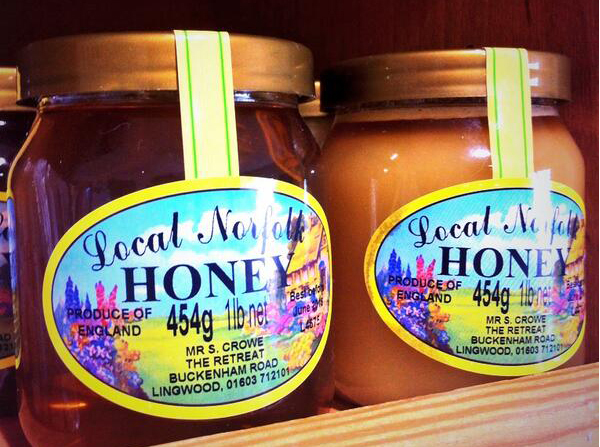 Local Norfolk
HONEY
PRODUCE OF ENGLAND
454g 1lb net
June
MR S. CROWE
THE RETREAT
BUCKENHAM ROAD
LINGWOOD, 01603 712101
Local Norfolk
HONEY
PRODUCE OF ENGLAND
454g 1lb net
MR S. CROWE
THE RETREAT
BUCKENHAM ROAD
LINGWOOD, 01603 712101